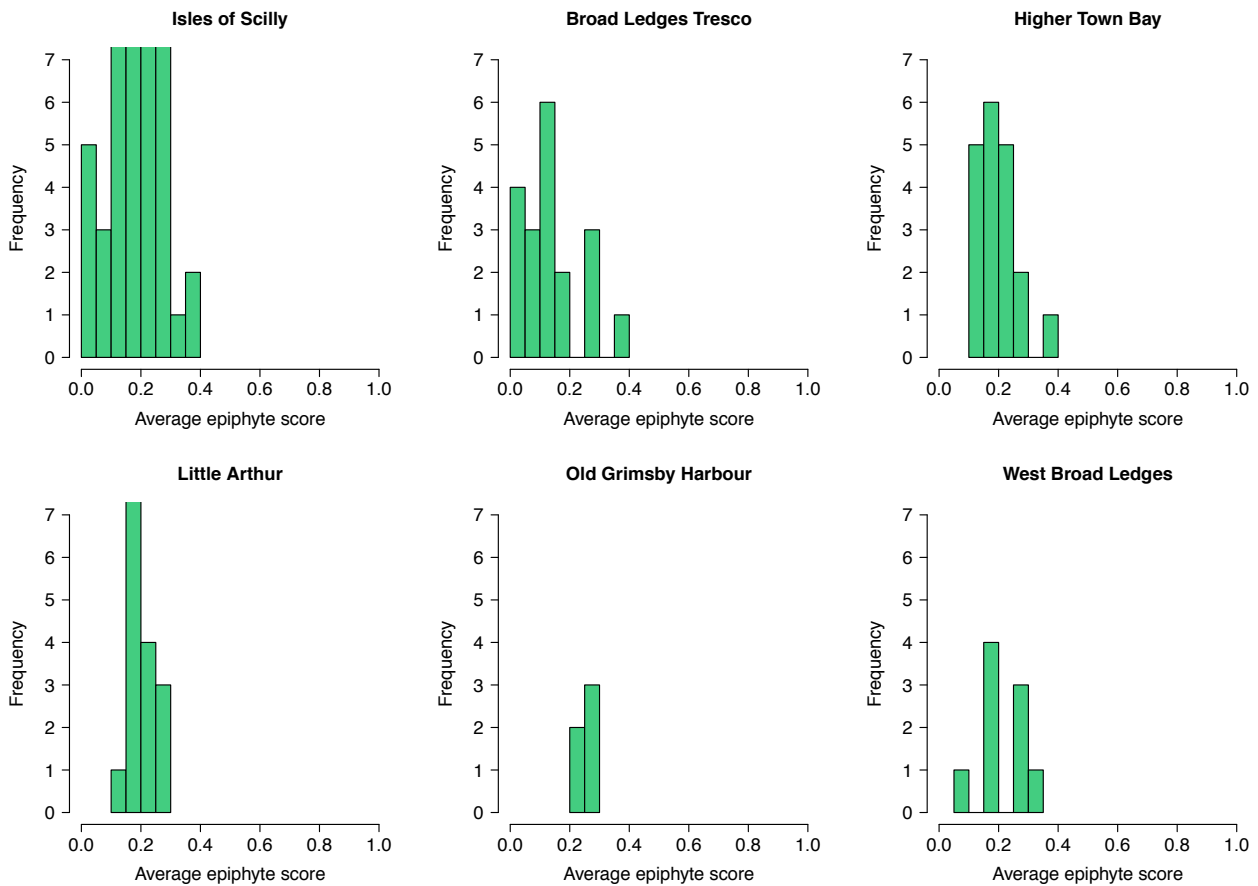 Isles of Scilly
Broad Ledges Tresco
Higher Town Bay
7
6
5
4
3
2
1
0
Frequency
0.0 0.2 0.4 0.6 0.8 1.0
Average epiphyte score
7
6
5
4
3
2
1
0
Frequency
0.0 0.2 0.4 0.6 0.8 1.0
Average epiphyte score
7
6
5
4
3
2
1
0
Frequency
0.0 0.2 0.4 0.6 0.8 1.0
Average epiphyte score
Little Arthur
Old Grimsby Harbour
West Broad Ledges
7
6
5
4
3
2
1
0
Frequency
0.0 0.2 0.4 0.6 0.8 1.0
Average epiphyte score
7
6
5
4
3
2
1
0
Frequency
0.0 0.2 0.4 0.6 0.8 1.0
Average epiphyte score
7
6
5
4
3
2
1
0
Frequency
0.0 0.2 0.4 0.6 0.8 1.0
Average epiphyte score